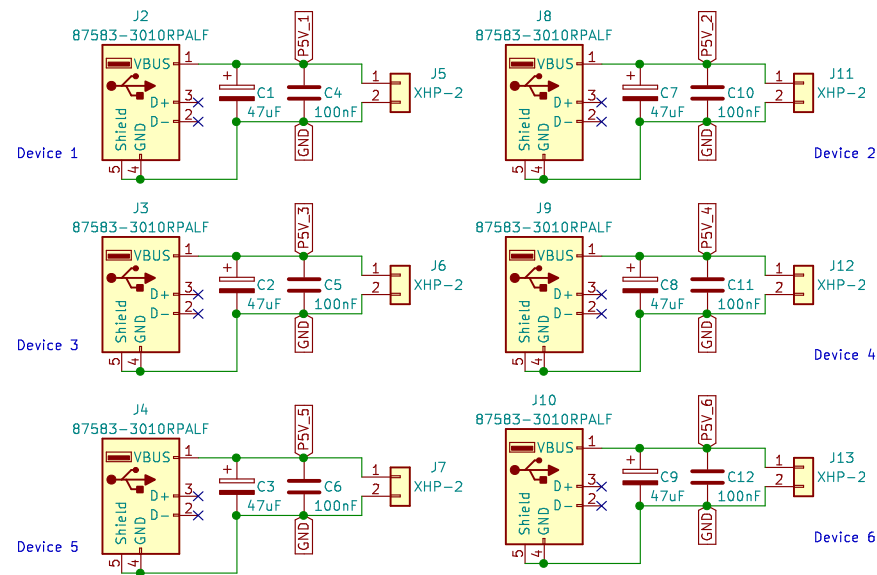 J2
87583-3010RPALF
VBUS 1
D+ 3
D- 2
Shield
GND
5
4
+
C1
47uF
P5V_1
C4
100nF
GND
1
2
J5
XHP-2
Device 1
J8
87583-3010RPALF
VBUS 1
D+ 3
D- 2
Shield
GND
5
4
+
C7
47uF
P5V_2
C10
100nF
GND
1
2
J11
XHP-2
Device 2
J3
87583-3010RPALF
VBUS 1
D+ 3
D- 2
Shield
GND
5
4
+
C2
47uF
P5V_3
C5
100nF
GND
1
2
J6
XHP-2
Device 3
J9
87583-3010RPALF
VBUS 1
D+ 3
D- 2
Shield
GND
5
4
+
C8
47uF
P5V_4
C11
100nF
GND
1
2
J12
XHP-2
Device 4
J4
87583-3010RPALF
VBUS 1
D+ 3
D- 2
Shield
GND
5
4
+
C3
47uF
P5V_5
C6
100nF
GND
1
2
J7
XHP-2
Device 5
J10
87583-3010RPALF
VBUS 1
D+ 3
D- 2
Shield
GND
5
4
+
C9
47uF
P5V_6
C12
100nF
GND
1
2
J13
XHP-2
Device 6